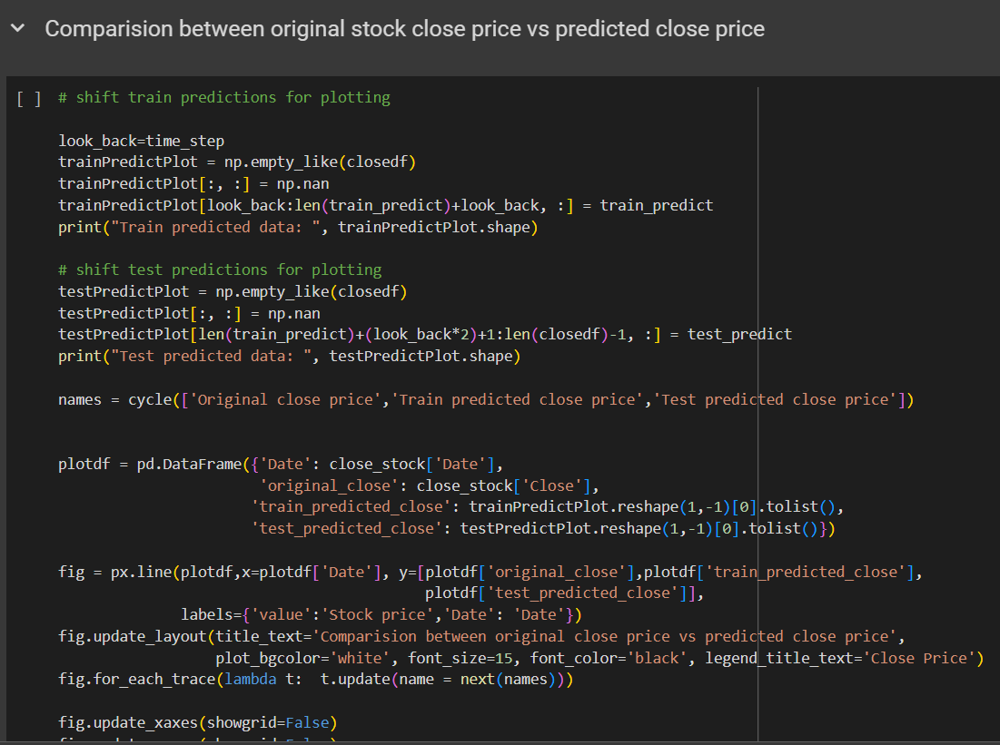 Comparision between original stock close price vs predicted close price
[ ] # shift train predictions for plotting
look_back=time_step
trainPredictPlot = np.empty_like(closedf)
trainPredictPlot[:, :] = np.nan
trainPredictPlot[look_back:len(train_predict)+look_back, :] = train_predict
print("Train predicted data: ", trainPredictPlot.shape)
# shift test predictions for plotting
testPredictPlot = np.empty_like(closedf)
testPredictPlot[:, :] = np.nan
testPredictPlot[len(train_predict)+(look_back*2)+1:len(closedf)-1, :] = test_predict
print("Test predicted data: ", testPredictPlot.shape)
names = cycle(['Original close price','Train predicted close price','Test predicted close price'])
plotdf = pd.DataFrame({'Date': close_stock['Date'],
'original_close': close_stock['Close'],
'train_predicted_close': trainPredictPlot.reshape(1,-1)[0].tolist(),
'test_predicted_close': testPredictPlot.reshape(1,-1)[0].tolist()})
fig = px.line(plotdf,x=plotdf['Date'], y=[plotdf['original_close'],plotdf['train_predicted_close'],
plotdf['test_predicted_close']],
labels={'value':'Stock price','Date': 'Date'})
fig.update_layout(title_text='Comparision between original close price vs predicted close price',
plot_bgcolor='white', font_size=15, font_color='black', legend_title_text='Close Price')
fig.for_each_trace(lambda t:  t.update(name = next(names)))
fig.update_xaxes(showgrid=False)